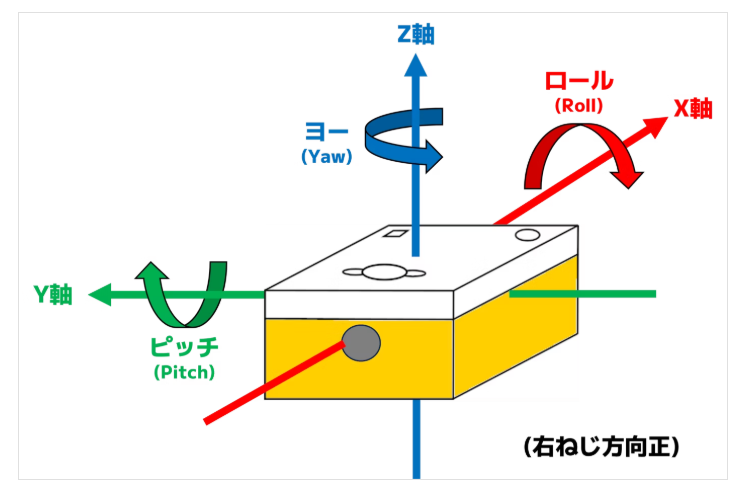 Z軸
ロール
(Roll)
X軸
ヨー
(Yaw)
Y軸
ピッチ
(Pitch)
(右ねじ方向正)